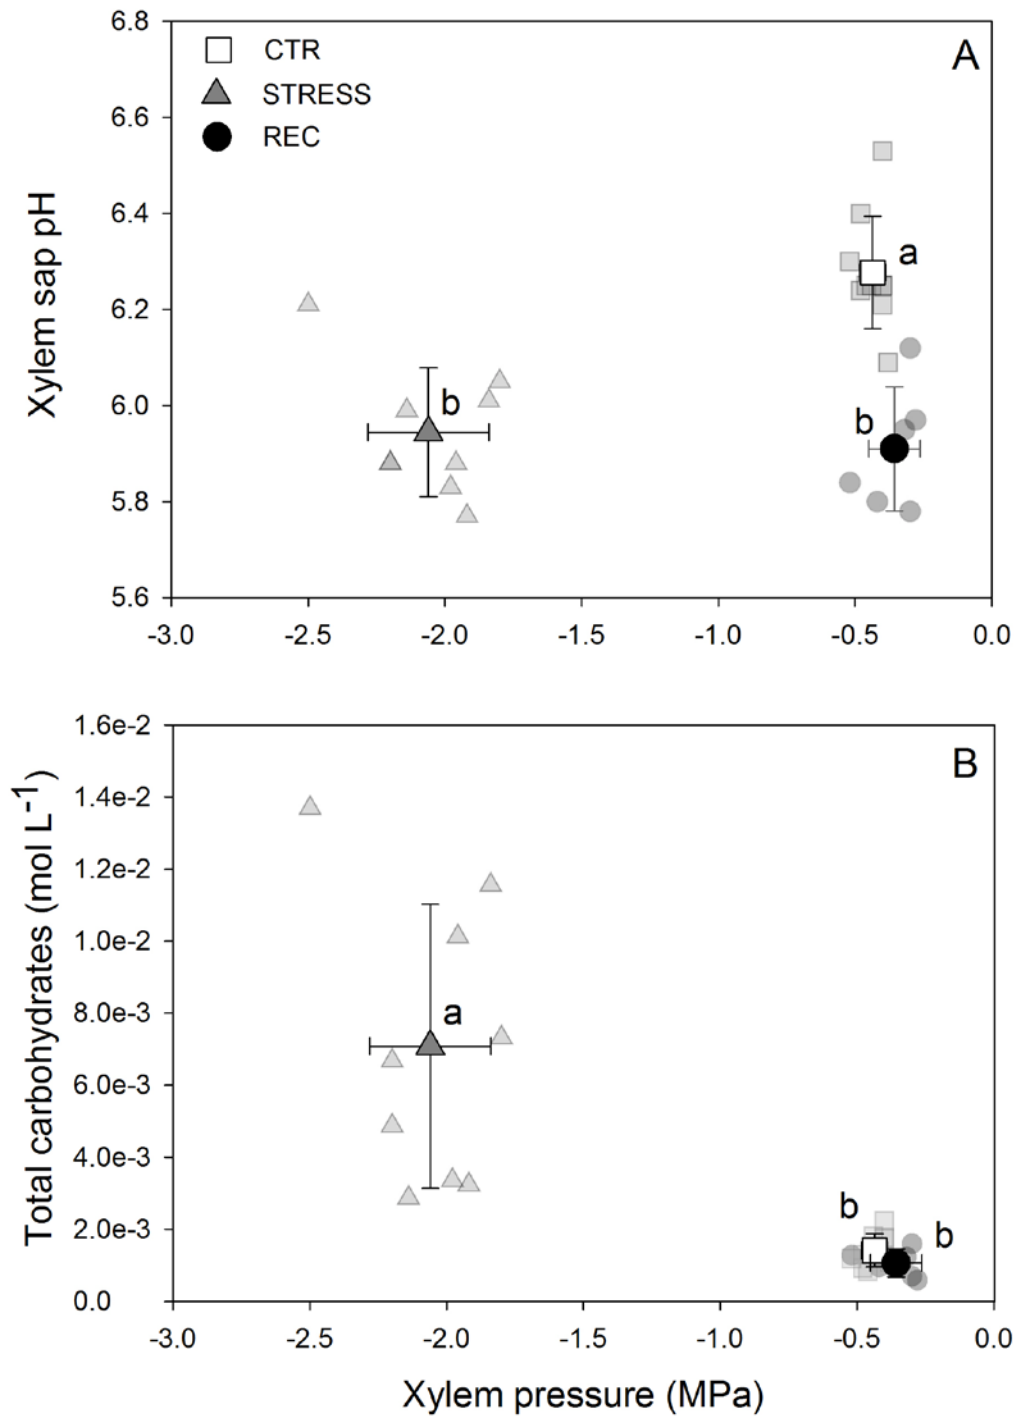 6.8
CTR
A
STRESS
REC
6.6
6.4
a
6.2
b
6.0
b
5.8
5.6
Xylem sap pH
-3.0 -2.5 -2.0 -1.5 -1.0 -0.5 0.0
1.6e-2
B
1.4e-2
1.2e-2
1.0e-2
8.0e-3
a
6.0e-3
4.0e-3
2.0e-3
b
b
0.0
Total carbohydrates (mol L⁻¹)
-3.0 -2.5 -2.0 -1.5 -1.0 -0.5 0.0
Xylem pressure (MPa)